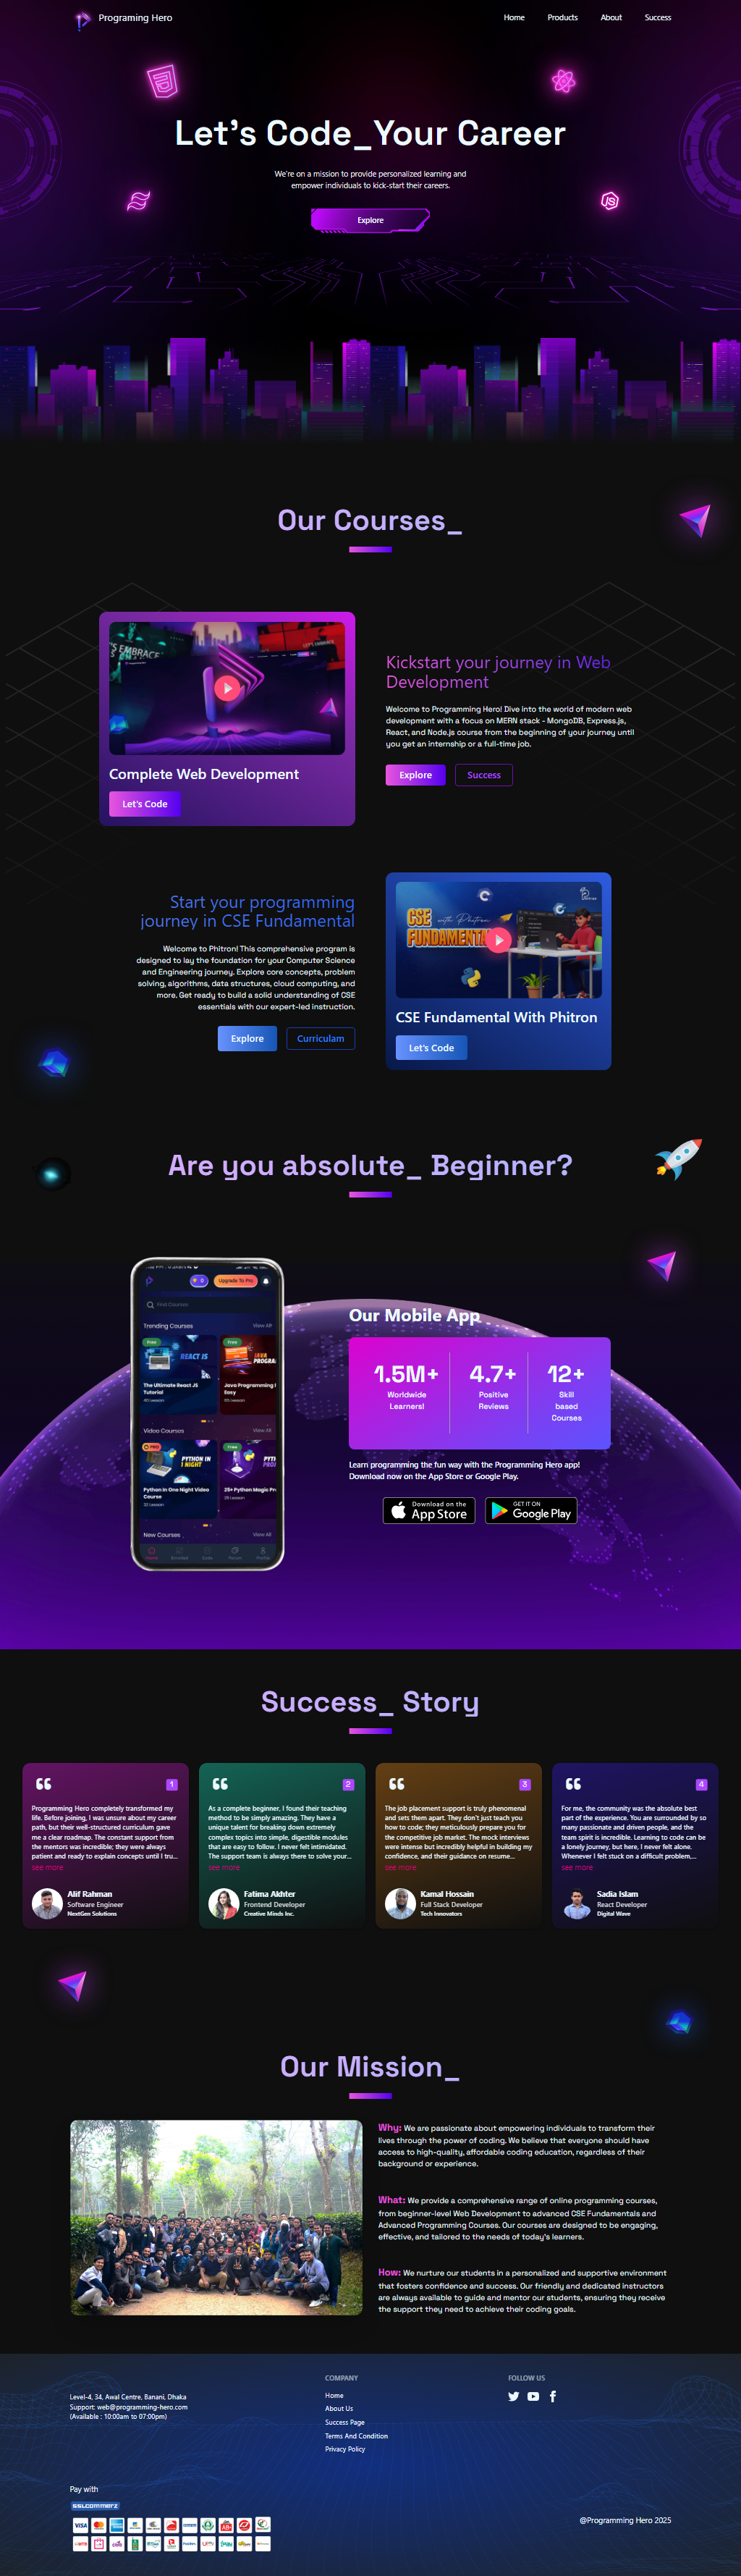 Programing Hero
Home
Products
About
Success
Let's Code_Your Career
We're on a mission to provide personalized learning and
empower individuals to kick-start their careers.
Explore
Our Courses_
Complete Web Development
Let's Code
Kickstart your journey in Web
Development
Welcome to Programming Hero! Dive into the world of modern web
development with a focus on MERN stack - MongoDB, Express.js,
React, and Node.js course from the beginning of your journey until
you get an internship or a full-time job.
Explore
Success
Start your programming
journey in CSE Fundamental
Welcome to Phitron! This comprehensive program is
designed to lay the foundation for your Computer Science
and Engineering journey. Explore core concepts, problem
solving, algorithms, data structures, cloud computing, and
more. Get ready to build a solid understanding of CSE
essentials with our expert-led instruction.
Explore
Curriculam
CSE with Phitron
FUNDAMENTAL
CSE Fundamental With Phitron
Let's Code
Are you absolute_ Beginner?
Upgrade To Pro
Find Courses
Trending Courses
View All
Free
REACT JS
Free
JAVA
PROGRA
The Ultimate React JS
Tutorial
Java Programming
Easy
Video Courses
View All
PRO
PYTHON IN
1 NIGHT
Free
PYTH
MAGIC
Python In One Night Video
Course
25+ Python Magic Pr
New Courses
View All
Our Mobile App
1.5M+
Worldwide
Learners!
4.7+
Positive
Reviews
12+
Skill
based
Courses
Learn programming the fun way with the Programming Hero app!
Download now on the App Store or Google Play.
Download on the
App Store
GET IT ON
Google Play
Success_ Story
1
Programming Hero completely transformed my
life. Before joining, I was unsure about my career
path, but their well-structured curriculum gave
me a clear roadmap. The constant support from
the mentors was incredible; they were always
patient and ready to explain concepts until I tru...
see more
Alif Rahman
Software Engineer
NextGen Solutions
2
As a complete beginner, I found their teaching
method to be simply amazing. They have a
unique talent for breaking down extremely
complex topics into simple, digestible modules
that are easy to follow. I never felt intimidated.
The support team is always there to solve your...
see more
Fatima Akhter
Frontend Developer
Creative Minds Inc.
3
The job placement support is truly phenomenal
and sets them apart. They don't just teach you
how to code; they meticulously prepare you for
the competitive job market. The mock interviews
were intense but incredibly helpful in building my
confidence, and their guidance on resume...
see more
Kamal Hossain
Full Stack Developer
Tech Innovators
4
For me, the community was the absolute best
part of the experience. You are surrounded by so
many passionate and driven people, and the
team spirit is incredible. Learning to code can be
a lonely journey, but here, I never felt alone.
Whenever I felt stuck on a difficult problem,...
see more
Sadia Islam
React Developer
Digital Wave
Our Mission_
Why: We are passionate about empowering individuals to transform their
lives through the power of coding. We believe that everyone should have
access to high-quality, affordable coding education, regardless of their
background or experience.
What: We provide a comprehensive range of online programming courses,
from beginner-level Web Development to advanced CSE Fundamentals and
Advanced Programming Courses. Our courses are designed to be engaging,
effective, and tailored to the needs of today's learners.
How: We nurture our students in a personalized and supportive environment
that fosters confidence and success. Our friendly and dedicated instructors
are always available to guide and mentor our students, ensuring they receive
the support they need to achieve their coding goals.
Level-4, 34, Awal Centre, Banani, Dhaka
Support: web@programming-hero.com
(Available : 10:00am to 07:00pm)
COMPANY
Home
About Us
Success Page
Terms And Condition
Privacy Policy
FOLLOW US
Pay with
SSLCOMMERZ
VISA
@Programming Hero 2025